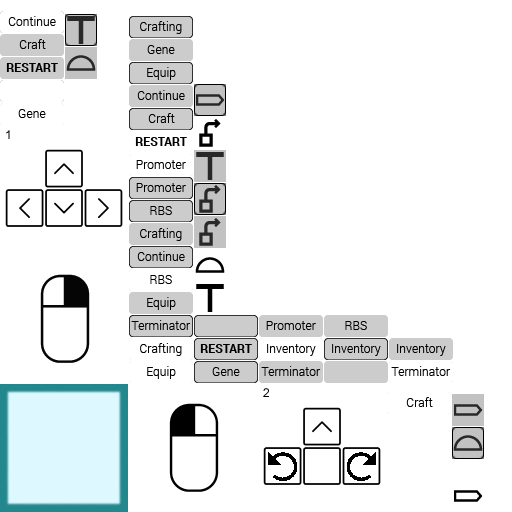 Continue
Craft
RESTART
Gene
1
Crafting
Gene
Equip
Continue
Craft
RESTART
Promoter
Promoter
RBS
Crafting
Continue
RBS
Equip
Terminator Promoter RBS
Crafting RESTART Inventory Inventory Inventory
Equip Gene Terminator Terminator
2
Craft